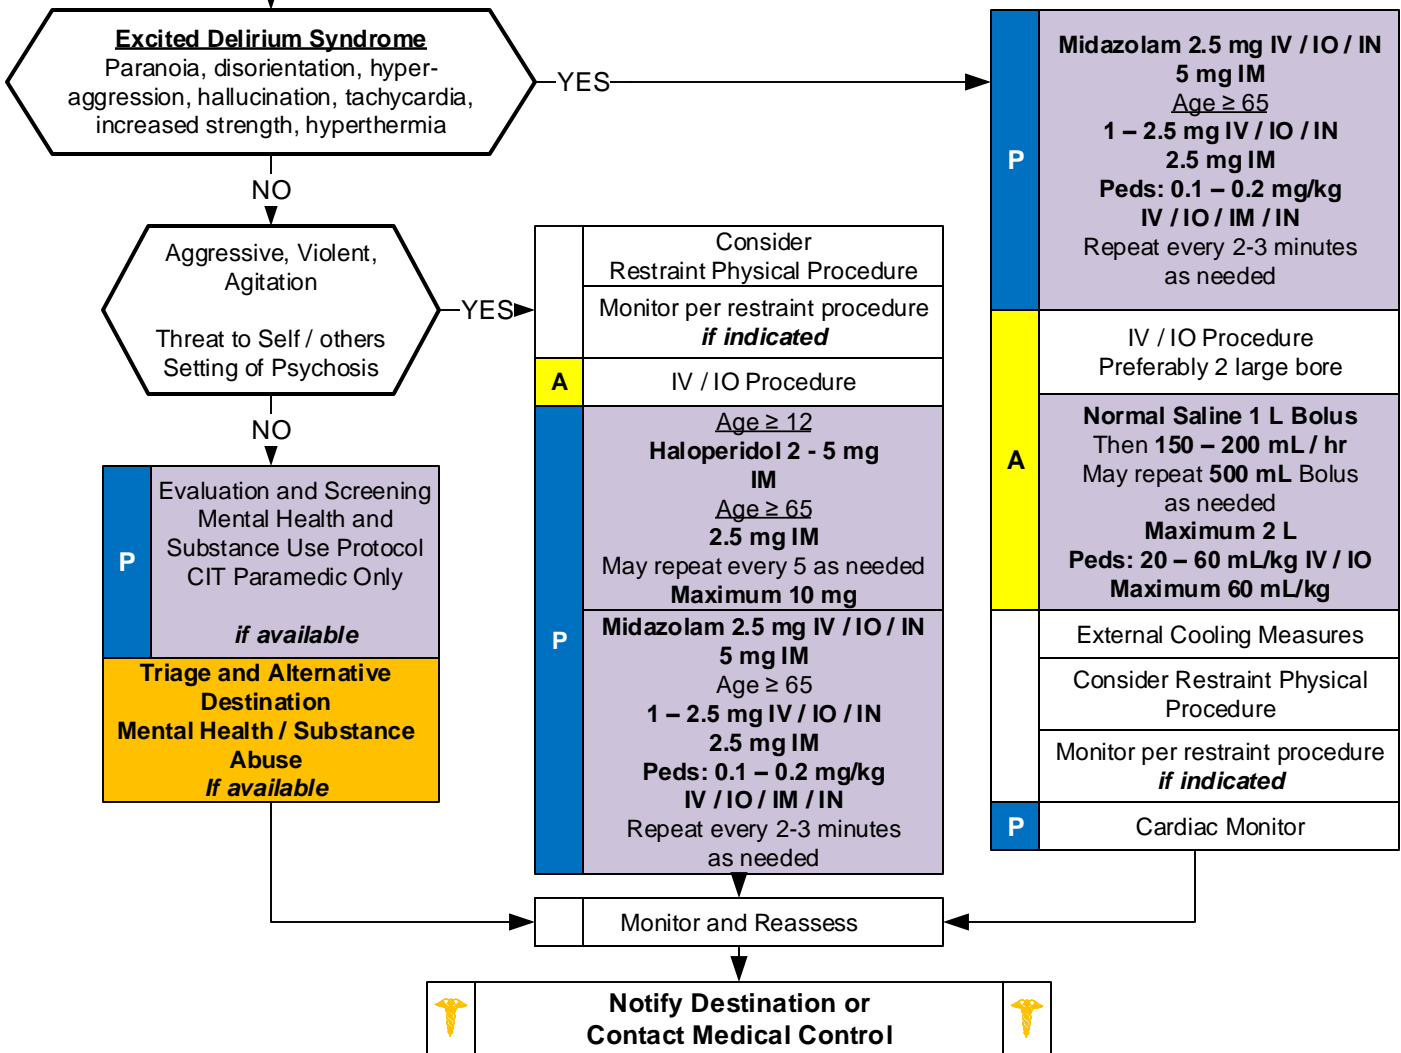 Excited Delirium Syndrome
Paranoia, disorientation, hyper-
aggression, hallucination, tachycardia,
increased strength, hyperthermia
YES
NO
Aggressive, Violent,
Agitation
Threat to Self / others
Setting of Psychosis
YES
NO
P
Evaluation and Screening
Mental Health and
Substance Use Protocol
CIT Paramedic Only
if available
Triage and Alternative
Destination
Mental Health / Substance
Abuse
If available
Consider
Restraint Physical Procedure
Monitor per restraint procedure
if indicated
A
IV / IO Procedure
P
Age ≥ 12
Haloperidol 2 - 5 mg
IM
Age ≥ 65
2.5 mg IM
May repeat every 5 as needed
Maximum 10 mg
Midazolam 2.5 mg IV / IO / IN
5 mg IM
Age ≥ 65
1 – 2.5 mg IV / IO / IN
2.5 mg IM
Peds: 0.1 – 0.2 mg/kg
IV / IO / IM / IN
Repeat every 2-3 minutes
as needed
P
Midazolam 2.5 mg IV / IO / IN
5 mg IM
Age ≥ 65
1 – 2.5 mg IV / IO / IN
2.5 mg IM
Peds: 0.1 – 0.2 mg/kg
IV / IO / IM / IN
Repeat every 2-3 minutes
as needed
A
IV / IO Procedure
Preferably 2 large bore
Normal Saline 1 L Bolus
Then 150 – 200 mL / hr
May repeat 500 mL Bolus
as needed
Maximum 2 L
Peds: 20 – 60 mL/kg IV / IO
Maximum 60 mL/kg
External Cooling Measures
Consider Restraint Physical
Procedure
Monitor per restraint procedure
if indicated
P
Cardiac Monitor
Monitor and Reassess
Notify Destination or
Contact Medical Control